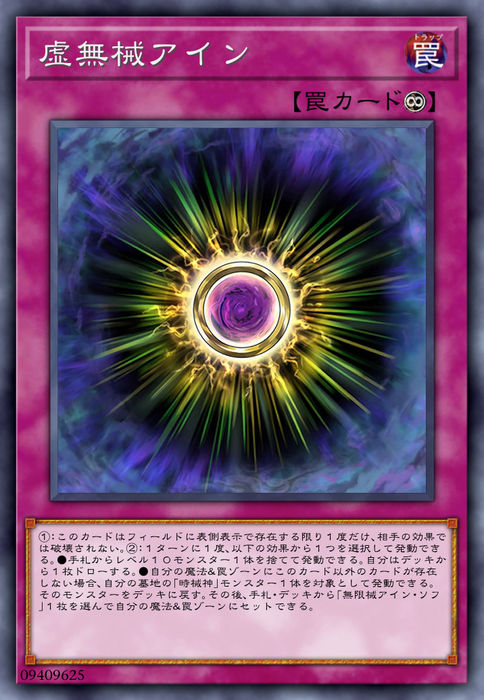 虚無械アイン
トラップ
罠
【罠カード♾】
①:このカードはフィールドに表側表示で存在する限り1度だけ、相手の効果で
は破壊されない。②:1ターンに1度、以下の効果から1つを選択して発動でき
る。●手札からレベル10モンスター1体を捨てて発動できる。自分はデッキか
ら1枚ドローする。●自分の魔法&罠ゾーンにこのカード以外のカードが存在
しない場合、自分の墓地の「時械神」モンスター1体を対象として発動できる。
そのモンスターをデッキに戻す。その後、手札・デッキから「無限械アイン・ソフ
」1枚を選んで自分の魔法&罠ゾーンにセットできる。
09409625